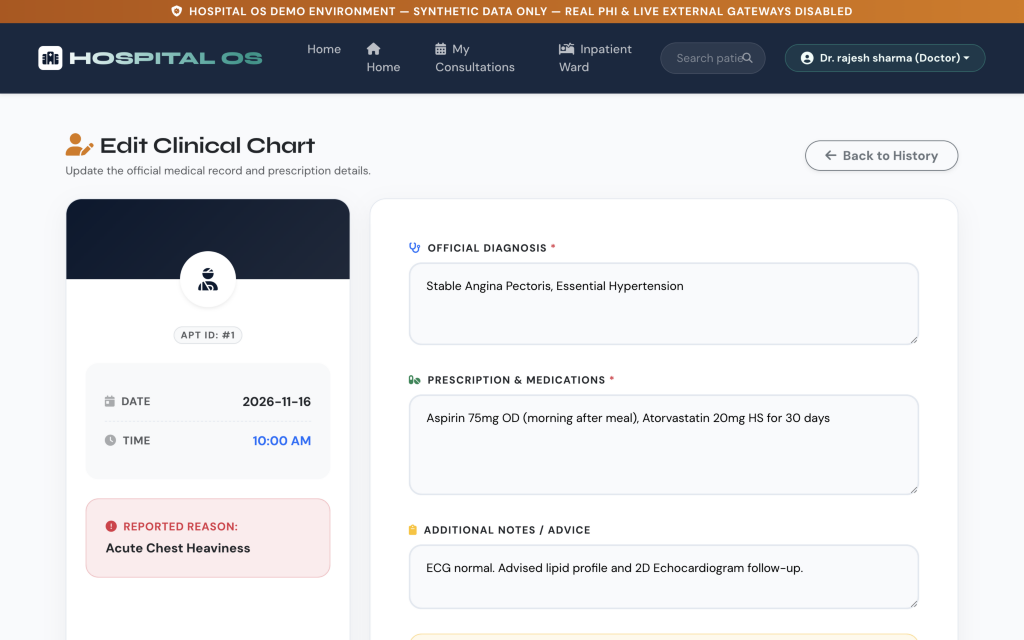 HOSPITAL OS DEMO ENVIRONMENT — SYNTHETIC DATA ONLY — REAL PHI & LIVE EXTERNAL GATEWAYS DISABLED
HOSPITAL OS
Home
Home
My
Consultations
Inpatient
Ward
Search patie
Dr. rajesh sharma (Doctor)
Edit Clinical Chart
Update the official medical record and prescription details.
Back to History
APT ID: #1
DATE 2026-11-16
TIME 10:00 AM
REPORTED REASON:
Acute Chest Heaviness
OFFICIAL DIAGNOSIS *
Stable Angina Pectoris, Essential Hypertension
PRESCRIPTION & MEDICATIONS *
Aspirin 75mg OD (morning after meal), Atorvastatin 20mg HS for 30 days
ADDITIONAL NOTES / ADVICE
ECG normal. Advised lipid profile and 2D Echocardiogram follow-up.